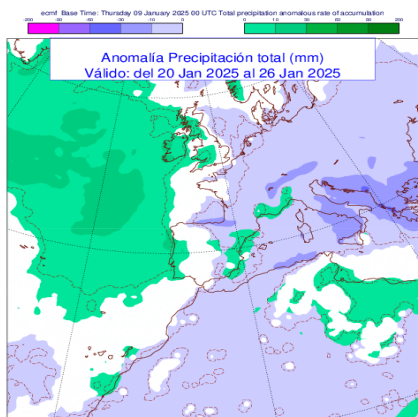 ecmf Base Time: Thursday 09 January 2025 00 UTC Total precipitation anomalous rate of accumulation
Anomalía Precipitación total (mm)
Válido: del 20 Jan 2025 al 26 Jan 2025